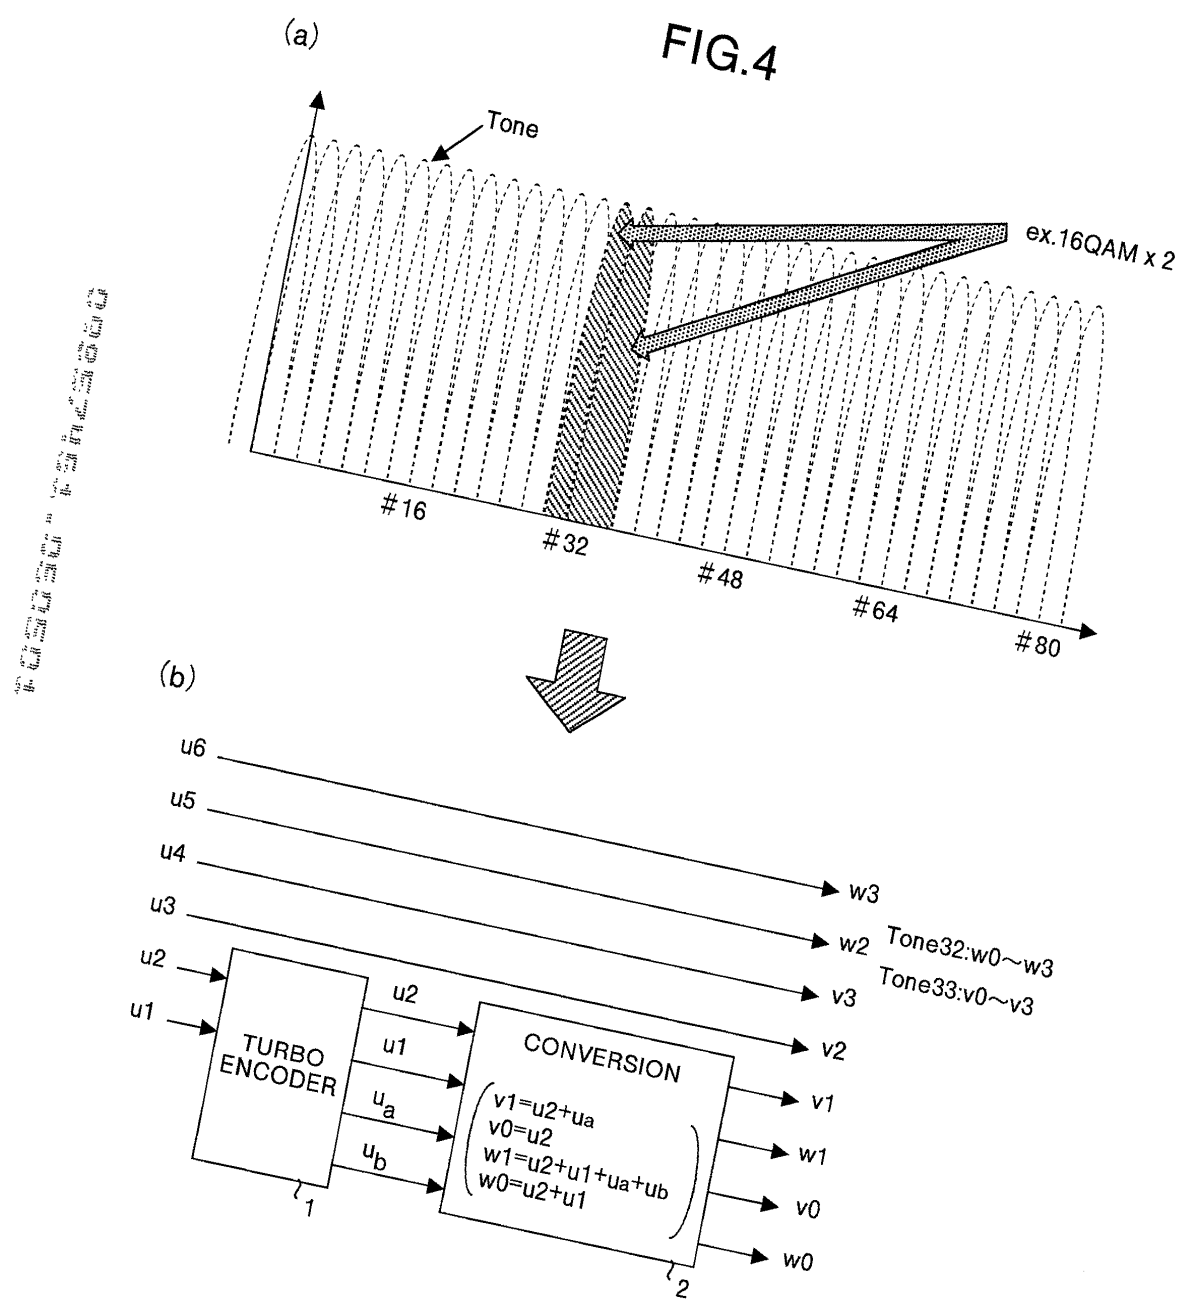 FIG.4
(a)
Tone
ex.16QAM x 2
#16
#32
#48
#64
#80
(b)
u6
w3
u5
w2
Tone32:w0~w3
u4
v3
Tone33:v0~v3
u3
v2
u2
u1
TURBO
ENCODER
1
u2
u1
ua
ub
CONVERSION
v1=u2+ua
v0=u2
w1=u2+u1+ua+ub
w0=u2+u1
2
v1
w1
v0
w0